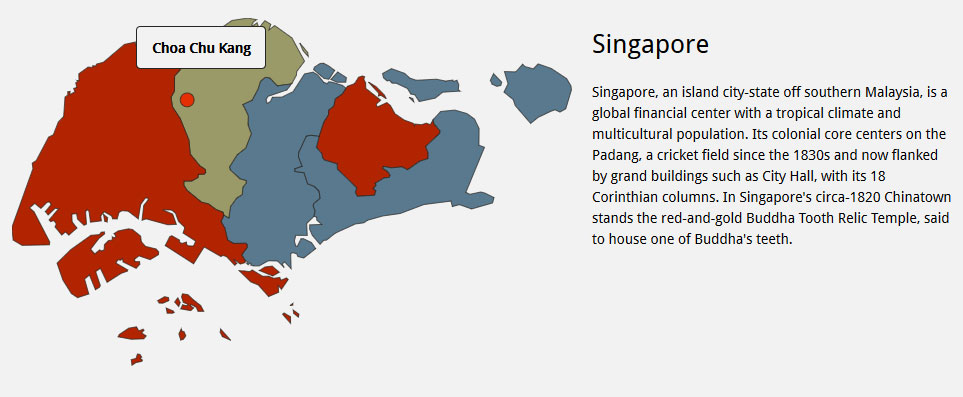 Choa Chu Kang
Singapore
Singapore, an island city-state off southern Malaysia, is a
global financial center with a tropical climate and
multicultural population. Its colonial core centers on the
Padang, a cricket field since the 1830s and now flanked
by grand buildings such as City Hall, with its 18
Corinthian columns. In Singapore's circa-1820 Chinatown
stands the red-and-gold Buddha Tooth Relic Temple, said
to house one of Buddha's teeth.